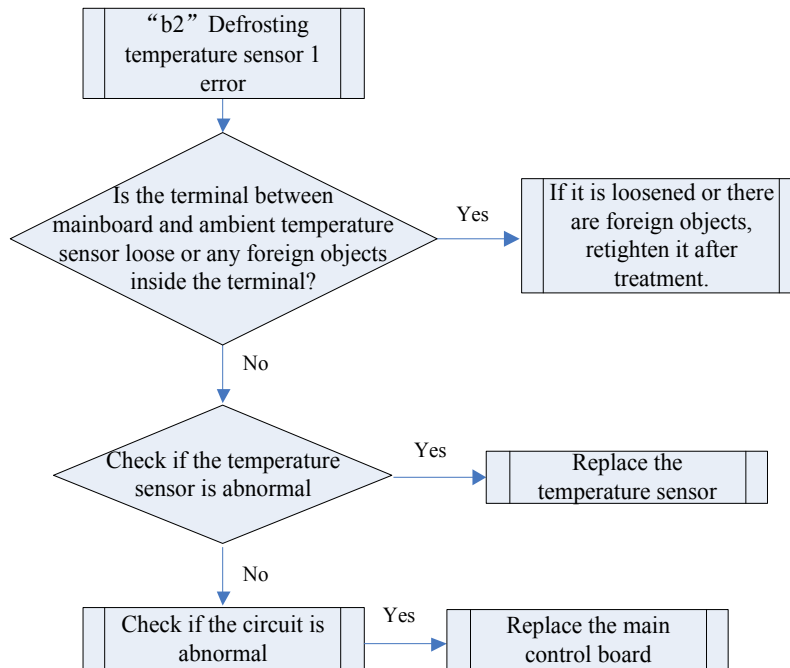 “b2” Defrosting
temperature sensor 1
error
Is the terminal between
mainboard and ambient temperature
sensor loose or any foreign objects
inside the terminal?
Yes
If it is loosened or there
are foreign objects,
retighten it after
treatment.
No
Check if the temperature
sensor is abnormal
Yes
Replace the
temperature sensor
No
Check if the circuit is
abnormal
Yes
Replace the main
control board